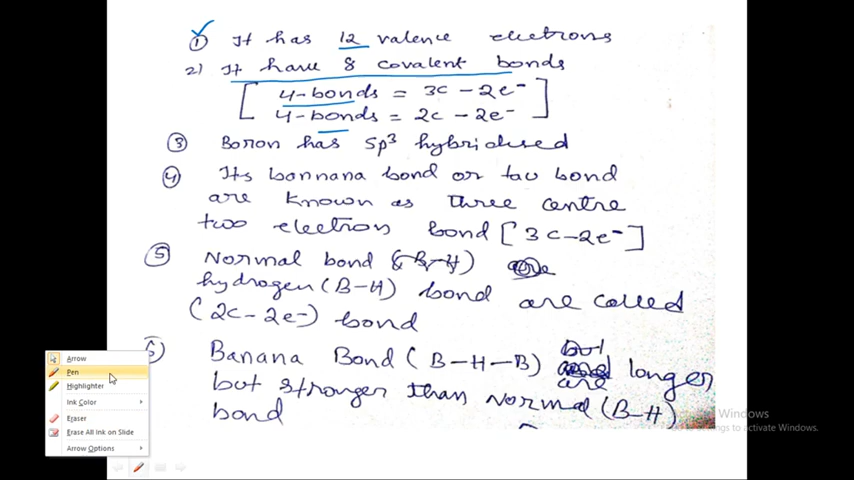 ① It has 12 valence electrons
2) It have 8 covalent bonds
[ 4-bonds = 3c - 2e⁻
4-bonds = 2c - 2e⁻ ]
③ Boron has sp³ hybridised
④ Its bannana bond or tau bond
are known as three centre
two electron bond [3c-2e⁻]
⑤ Normal bond
hydrogen (B-H) bond are called
(2c-2e⁻) bond
⑥ Banana Bond (B-H-B) longer
but stronger than normal (B-H)
bond
Arrow
Pen
Highlighter
Ink Color
Eraser
Erase All Ink on Slide
Arrow Options
Windows
to activate Windows.